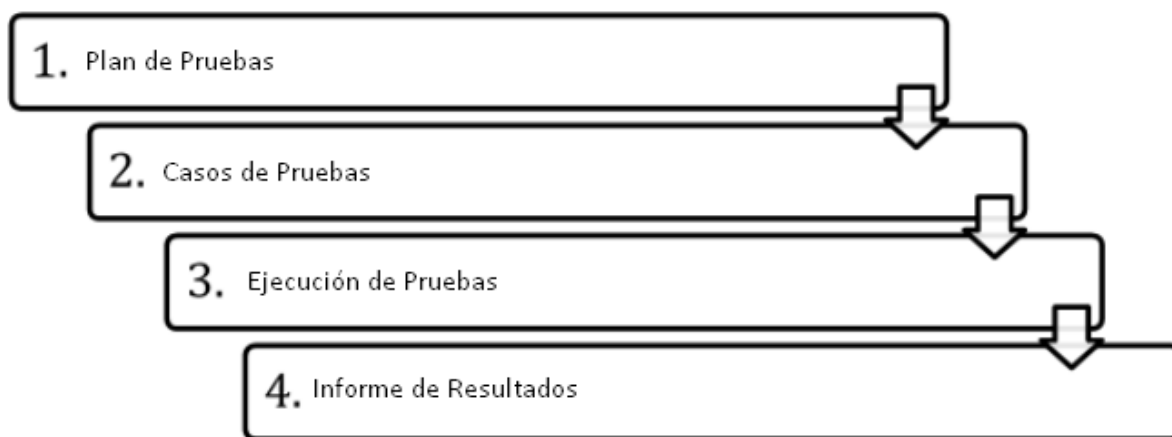 1. Plan de Pruebas
2. Casos de Pruebas
3. Ejecución de Pruebas
4. Informe de Resultados